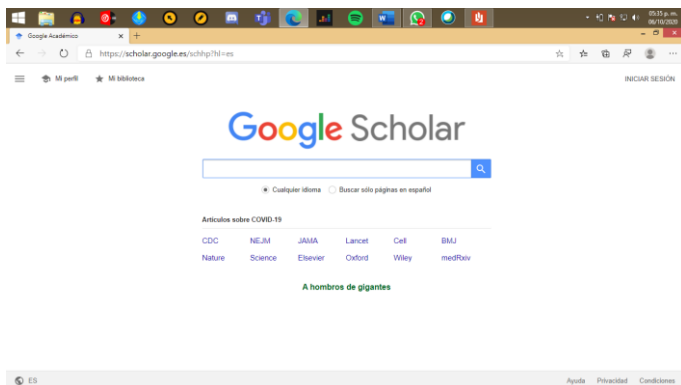 05:35 p. m.
06/10/2020
Google Académico
https://scholar.google.es/schhp?hl=es
Mi perfil Mi biblioteca INICIAR SESIÓN
Google Scholar
Cualquier idioma Buscar sólo páginas en español
Artículos sobre COVID-19
CDC NEJM JAMA Lancet Cell BMJ
Nature Science Elsevier Oxford Wiley medRxiv
A hombros de gigantes
ES Ayuda Privacidad Condiciones